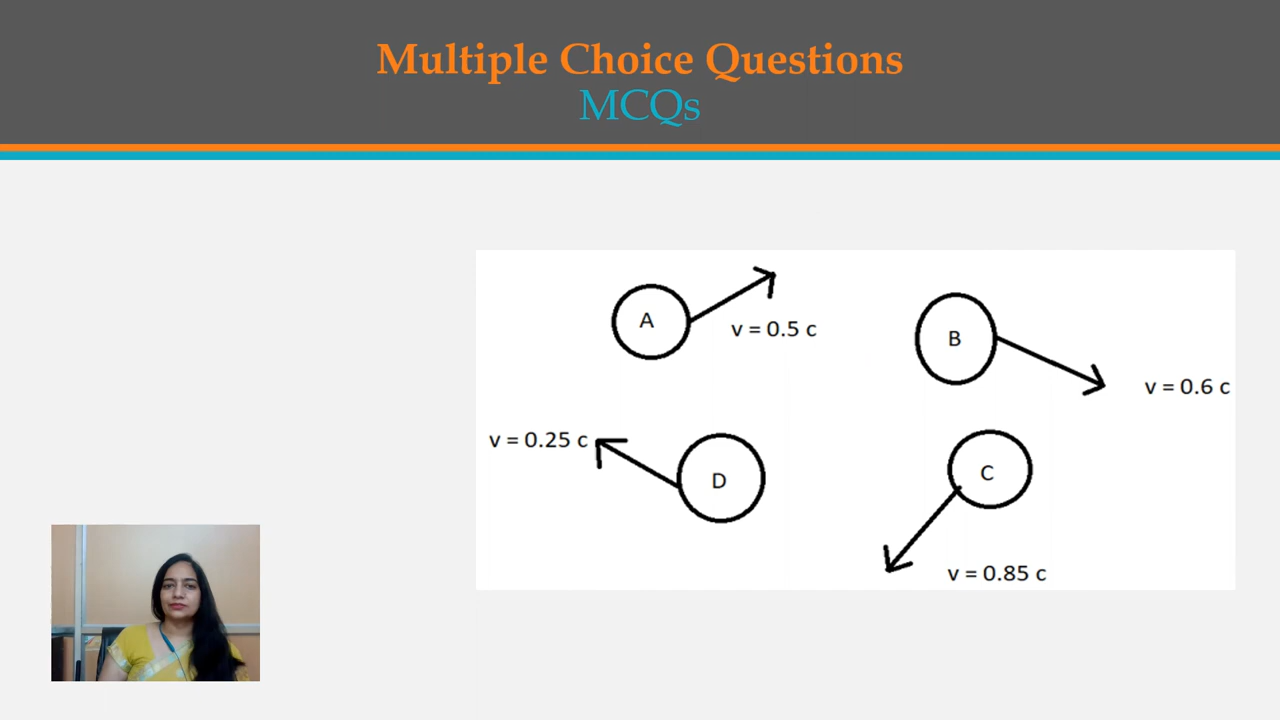 Multiple Choice Questions
MCQs
A
v = 0.5 c
B
v = 0.6 c
v = 0.25 c
D
C
v = 0.85 c